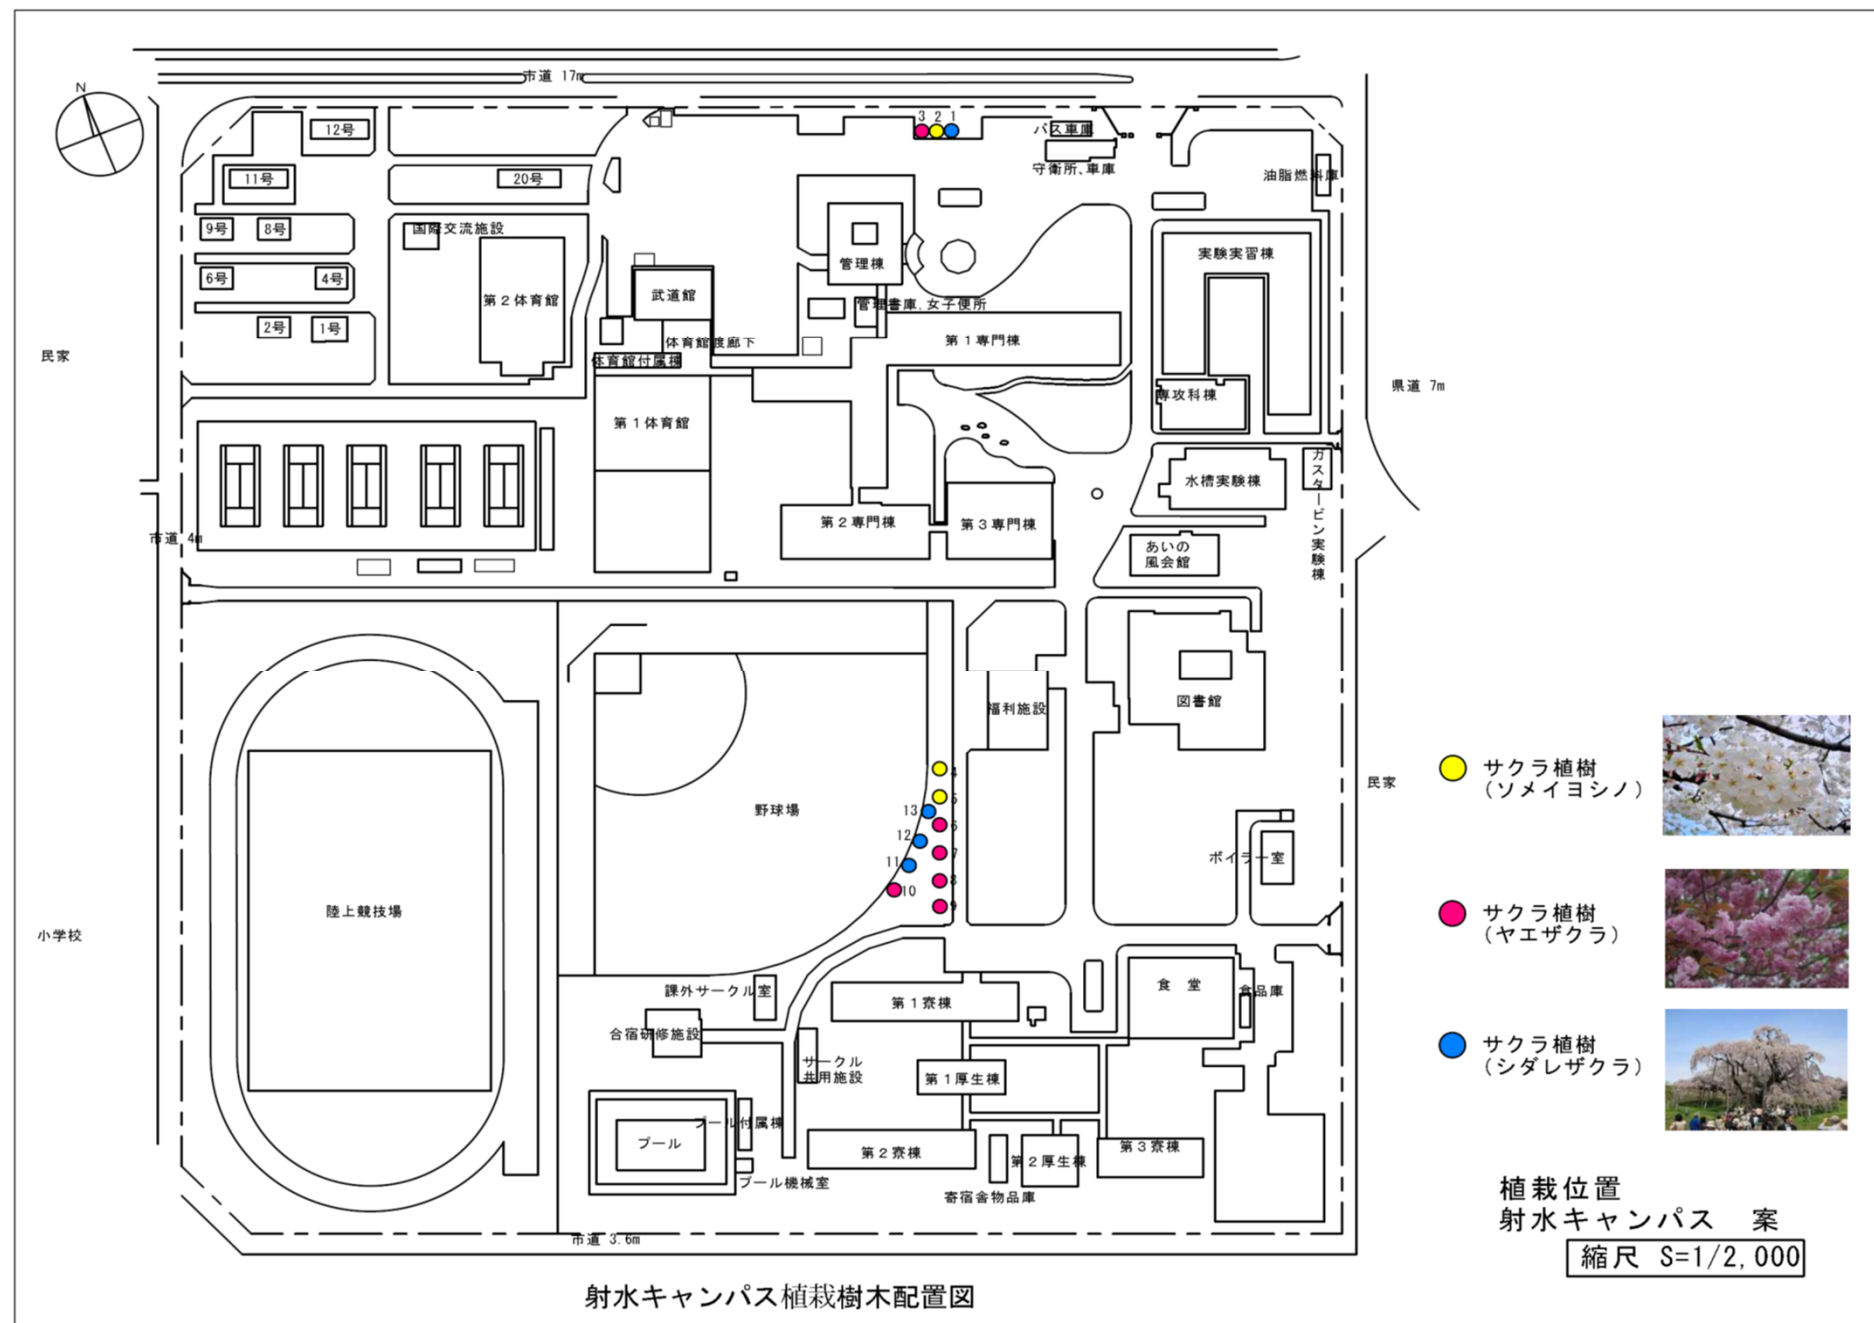 市道 17m
N
12号
3 2 1
バス車庫
守衛所、車庫
油脂燃料庫
11号
20号
9号
8号
国際交流施設
実験実習棟
管理棟
6号
4号
第2体育館
武道館
管理書庫．女子便所
2号
1号
体育館渡廊下
第1専門棟
民家
体育館付属棟
県道 7m
専攻科棟
第1体育館
ガスタービン実験棟
水槽実験棟
第2専門棟
第3専門棟
市道 4m
あいの
風会館
図書館
福利施設
4
民家
5
野球場
13
6
12
7
11
8
10
9
ボイラー室
陸上競技場
小学校
食 堂
食品庫
課外サークル室
第1寮棟
合宿研修施設
サークル
共用施設
第1厚生棟
プール付属棟
プール
第2寮棟
第2厚生棟
第3寮棟
プール機械室
寄宿舎物品庫
市道 3.6m
サクラ植樹
(ソメイヨシノ)
サクラ植樹
(ヤエザクラ)
サクラ植樹
(シダレザクラ)
植栽位置
射水キャンパス 案
縮尺 S=1/2,000
射水キャンパス植栽樹木配置図